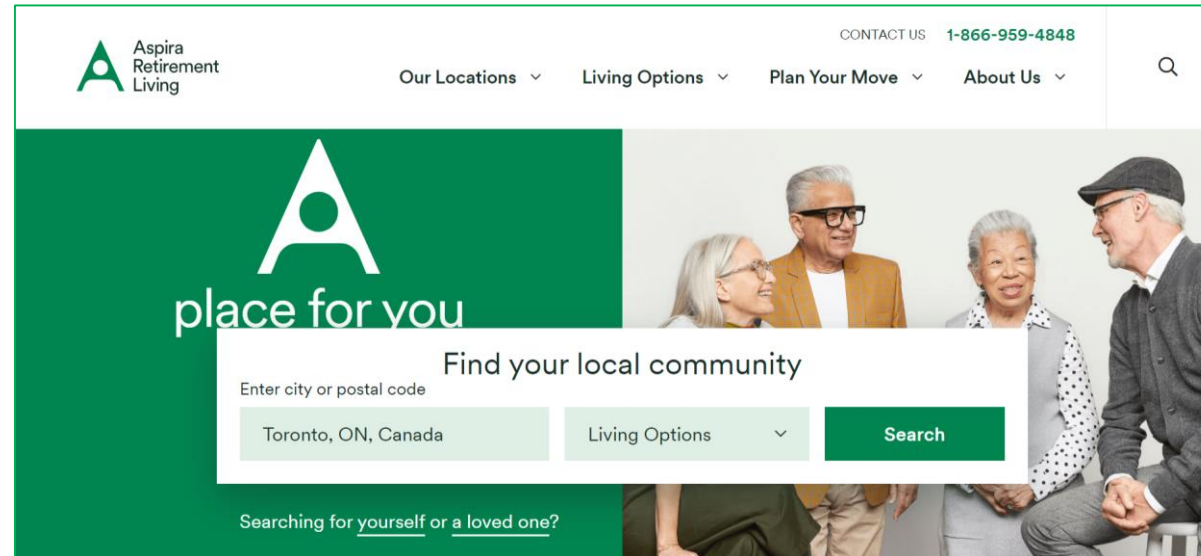 Aspira
Retirement
Living
CONTACT US 1-866-959-4848
Our Locations Living Options Plan Your Move About Us
A
place for you
Find your local community
Enter city or postal code
Toronto, ON, Canada Living Options Search
Searching for yourself or a loved one?